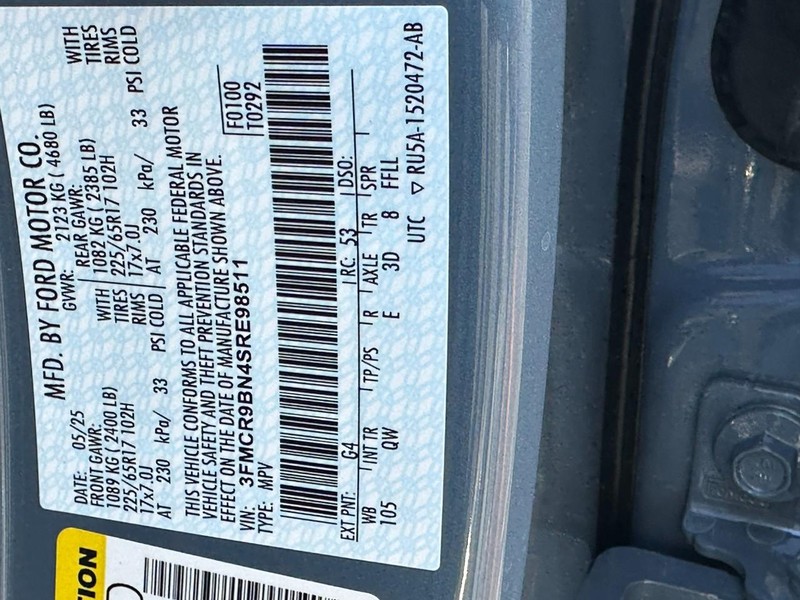 MFD. BY FORD MOTOR CO.
DATE: 05/25
GVWR: 2123 KG ( 4680 LB)
FRONT GAWR:
1089 KG ( 2400 LB)
WITH
225/65R17 102H
TIRES
17x7.0J
RIMS
AT 230 kPa/ 33 PSI COLD
REAR GAWR:
1082 KG ( 2385 LB)
WITH
225/65R17 102H
TIRES
17x7.0J
RIMS
AT 230 kPa/ 33 PSI COLD
THIS VEHICLE CONFORMS TO ALL APPLICABLE FEDERAL MOTOR
VEHICLE SAFETY AND THEFT PREVENTION STANDARDS IN
EFFECT ON THE DATE OF MANUFACTURE SHOWN ABOVE.
VIN: 3FMCR9BN4SRE98511
TYPE: MPV
F0100
T0292
EXT PNT: G4 RC: 53 DSO:
WB INT TR TP/PS R AXLE TR SPR
105 QW E 3D 8 FFLL
UTC ▽ RU5A-1520472-AB
TION